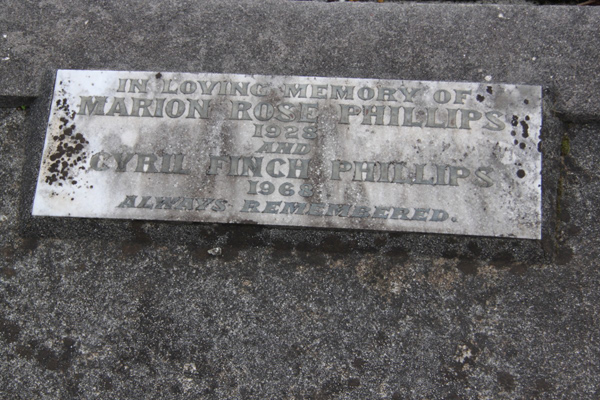 IN LOVING MEMORY OF
MARION ROSE PHILLIPS
1928
AND
CYRIL FINCH PHILLIPS
1968
ALWAYS REMEMBERED.